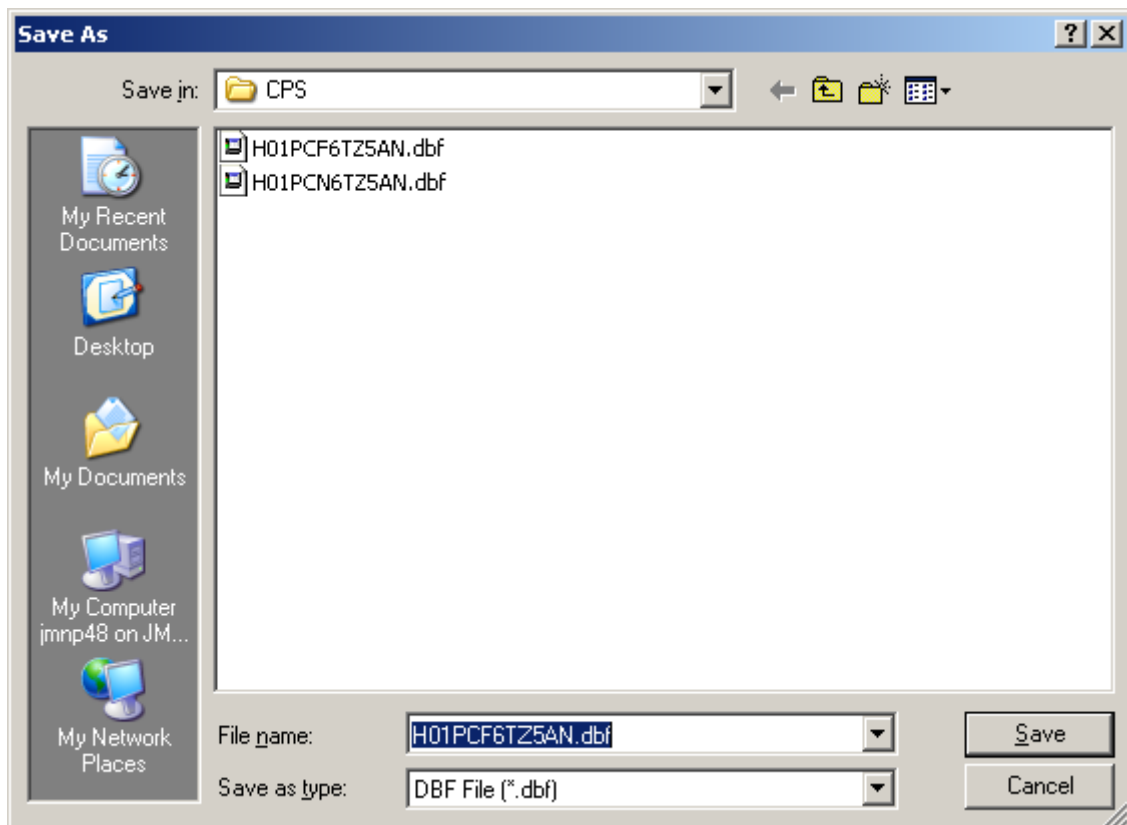 Save As
Save in: CPS
H01PCF6TZ5AN.dbf
H01PCN6TZ5AN.dbf
My Recent
Documents
Desktop
My Documents
My Computer
jmnp48 on JM...
My Network
Places
File name: H01PCF6TZ5AN.dbf Save
Save as type: DBF File (*.dbf) Cancel